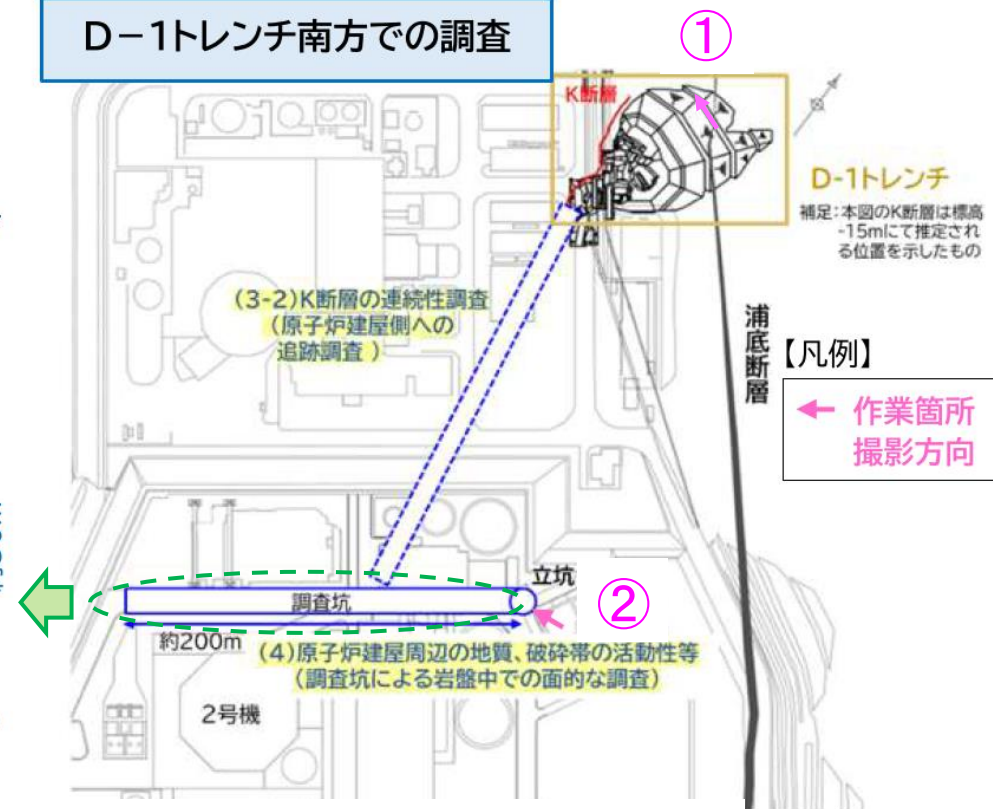 D－1トレンチ南方での調査
①
K断層
D-1トレンチ
補足：本図のK断層は標高
-15mにて推定され
る位置を示したもの
(3-2)K断層の連続性調査
(原子炉建屋側への
追跡調査 )
浦底断層
【凡例】
作業箇所
撮影方向
立坑
②
調査坑
約200m
(4)原子炉建屋周辺の地質、破砕帯の活動性等
(調査坑による岩盤中での面的な調査)
2号機